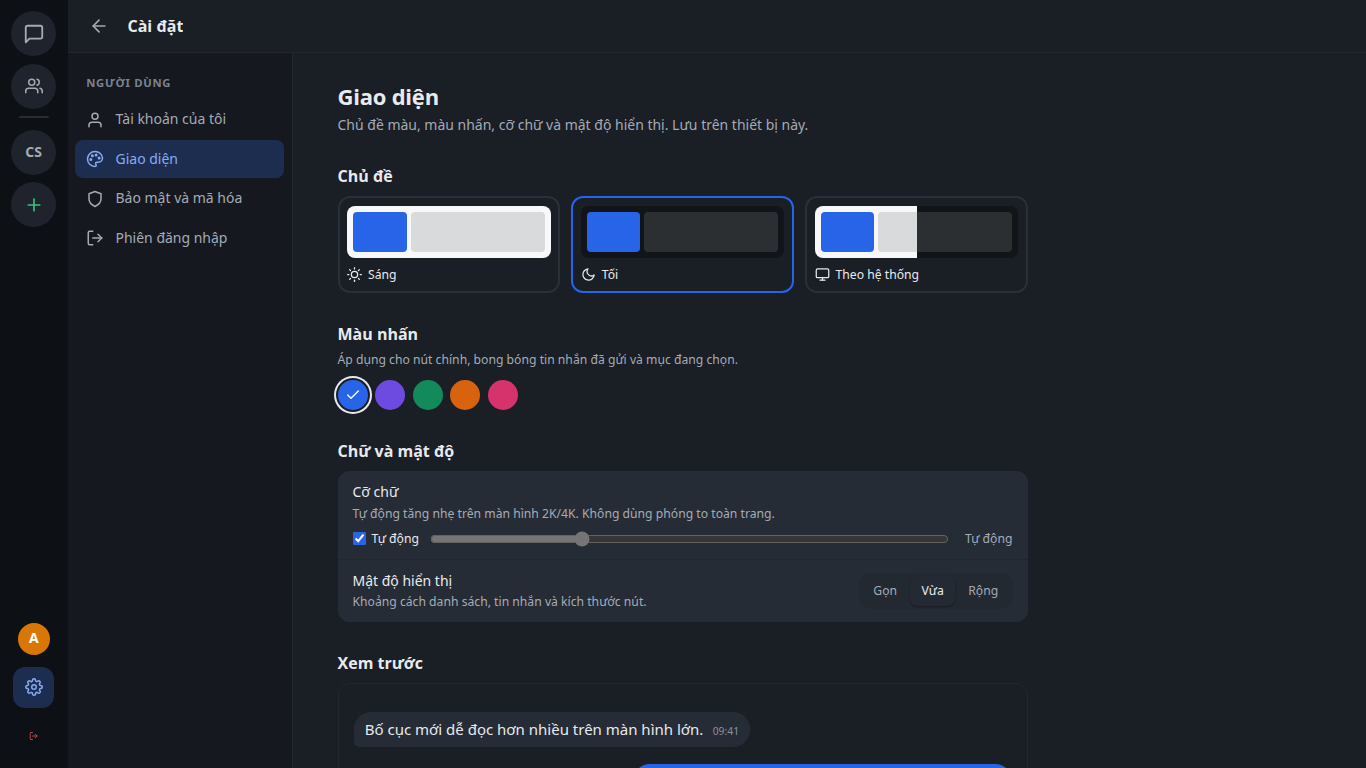 Cài đặt
CS
A
NGƯỜI DÙNG
Tài khoản của tôi
Giao diện
Bảo mật và mã hóa
Phiên đăng nhập
Giao diện
Chủ đề màu, màu nhấn, cỡ chữ và mật độ hiển thị. Lưu trên thiết bị này.
Chủ đề
Sáng
Tối
Theo hệ thống
Màu nhấn
Áp dụng cho nút chính, bong bóng tin nhắn đã gửi và mục đang chọn.
Chữ và mật độ
Cỡ chữ
Tự động tăng nhẹ trên màn hình 2K/4K. Không dùng phóng to toàn trang.
Tự động
Tự động
Mật độ hiển thị
Khoảng cách danh sách, tin nhắn và kích thước nút.
Gọn
Vừa
Rộng
Xem trước
Bố cục mới dễ đọc hơn nhiều trên màn hình lớn. 09:41